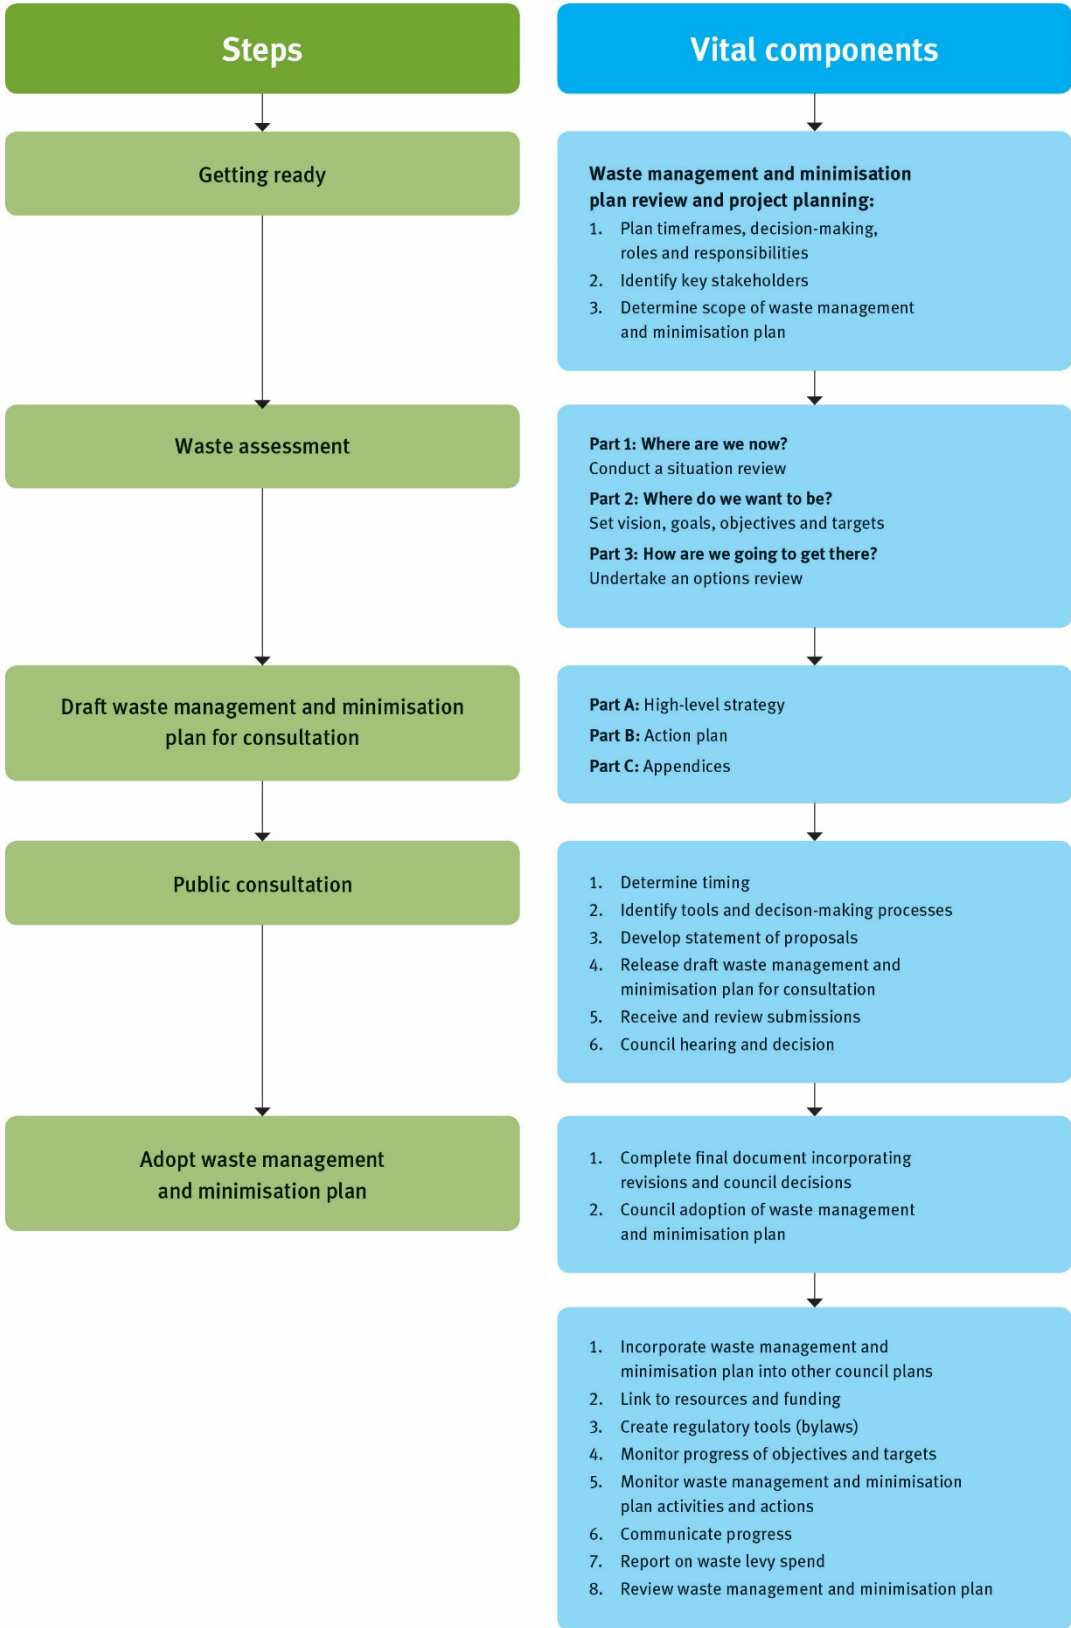 Steps
Vital components
Getting ready
Waste management and minimisation
plan review and project planning:
1. Plan timeframes, decision-making,
roles and responsibilities
2. Identify key stakeholders
3. Determine scope of waste management
and minimisation plan
Waste assessment
Part 1: Where are we now?
Conduct a situation review
Part 2: Where do we want to be?
Set vision, goals, objectives and targets
Part 3: How are we going to get there?
Undertake an options review
Draft waste management and minimisation
plan for consultation
Part A: High-level strategy
Part B: Action plan
Part C: Appendices
Public consultation
1. Determine timing
2. Identify tools and decison-making processes
3. Develop statement of proposals
4. Release draft waste management and
minimisation plan for consultation
5. Receive and review submissions
6. Council hearing and decision
Adopt waste management
and minimisation plan
1. Complete final document incorporating
revisions and council decisions
2. Council adoption of waste management
and minimisation plan
1. Incorporate waste management and
minimisation plan into other council plans
2. Link to resources and funding
3. Create regulatory tools (bylaws)
4. Monitor progress of objectives and targets
5. Monitor waste management and minimisation
plan activities and actions
6. Communicate progress
7. Report on waste levy spend
8. Review waste management and minimisation plan